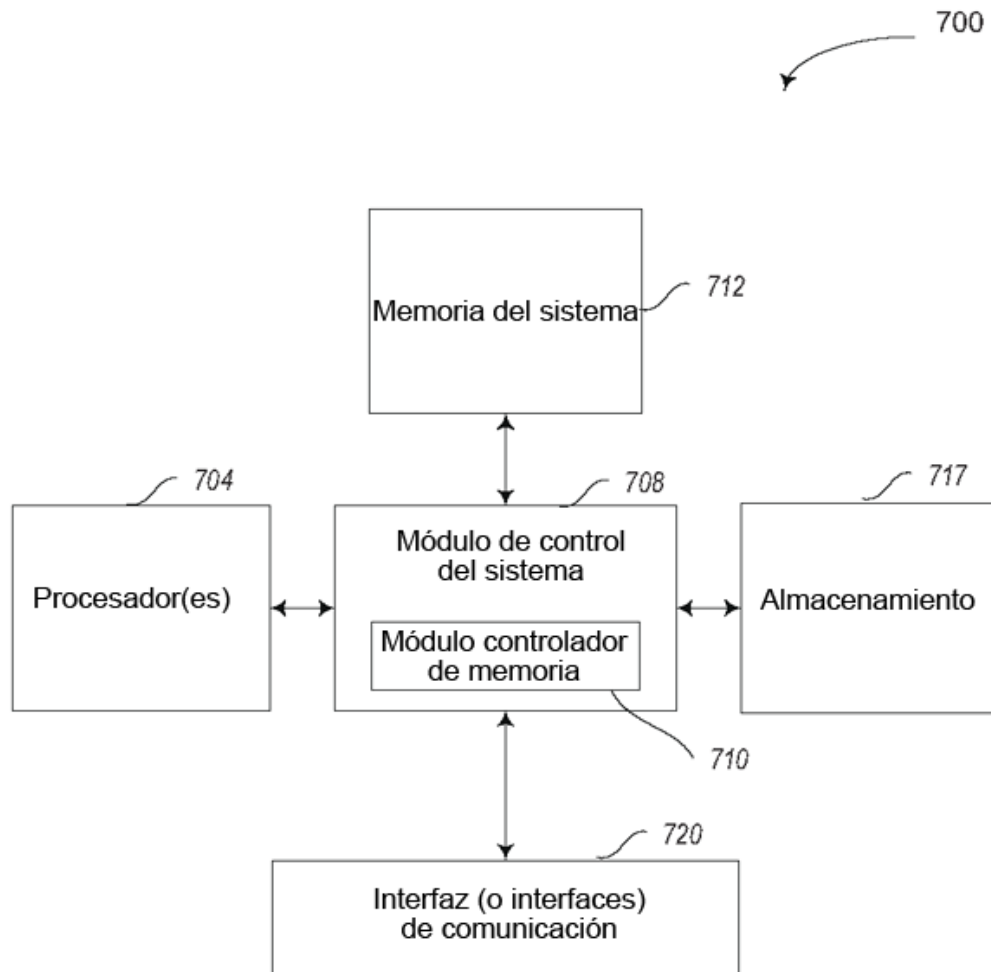 700
Memoria del sistema
712
704
708
717
Procesador(es)
Módulo de control
del sistema
Almacenamiento
Módulo controlador
de memoria
710
720
Interfaz (o interfaces)
de comunicación